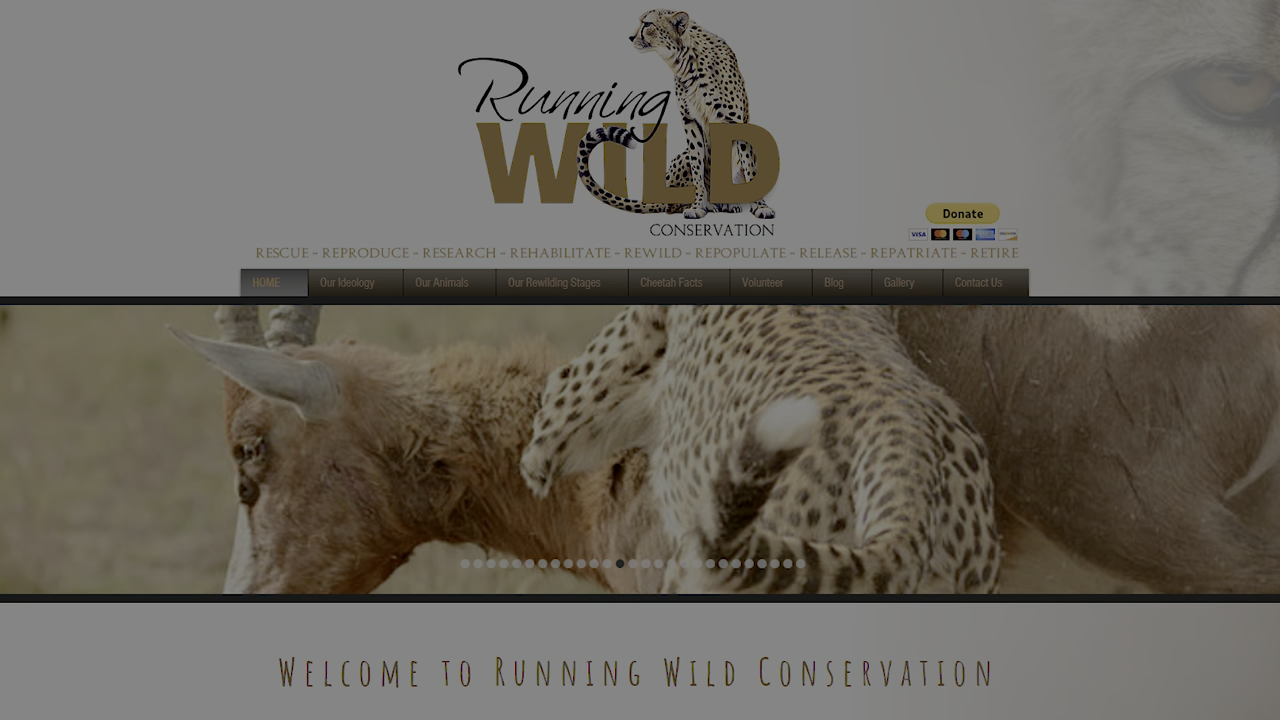 Running
WILD
CONSERVATION
Donate
VISA
RESCUE - REPRODUCE - RESEARCH - REHABILITATE - REWILD - REPOPULATE - RELEASE - REPATRIATE - RETIRE
HOME Our Ideology Our Animals Our Rewilding Stages Cheetah Facts Volunteer Blog Gallery Contact Us
Welcome to Running Wild Conservation